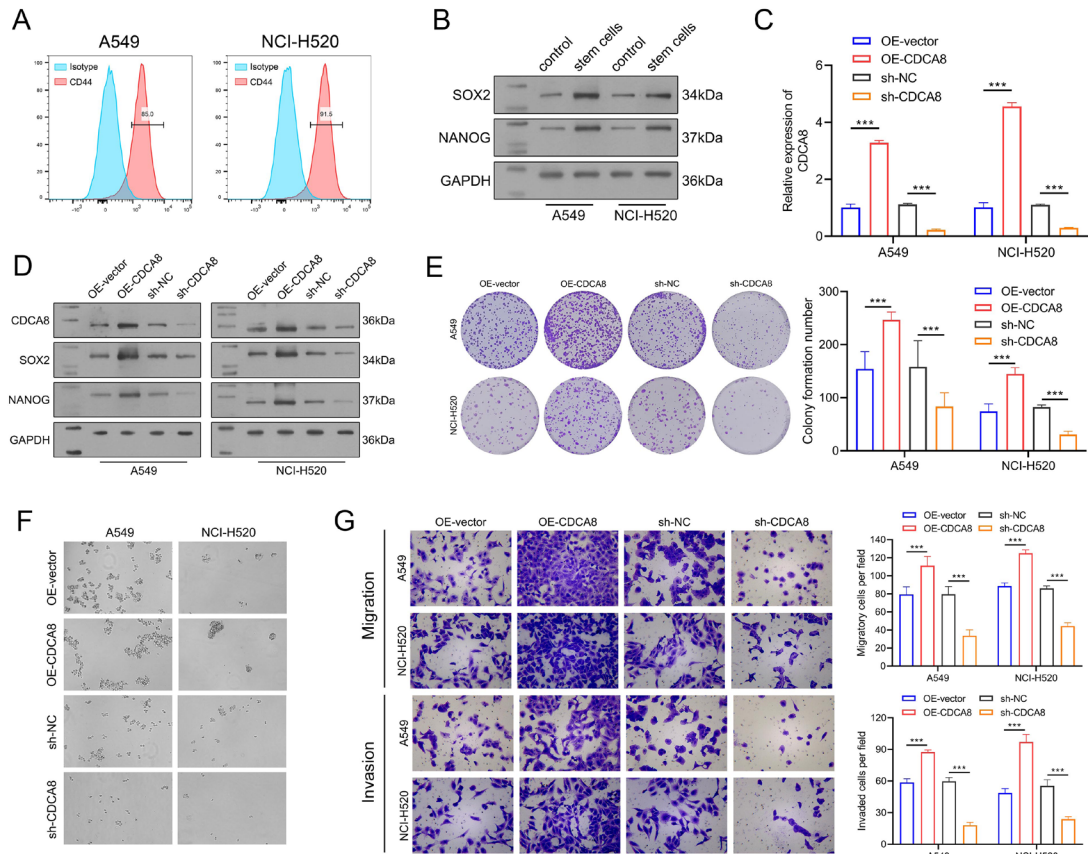 A
A549
NCI-H520
Isotype
CD44
85.0
Isotype
CD44
91.5
B
control
stem cells
control
stem cells
SOX2
34kDa
NANOG
37kDa
GAPDH
36kDa
A549
NCI-H520
C
OE-vector
OE-CDCA8
sh-NC
sh-CDCA8
Relative expression of
CDCA8
6
4
2
0
***
***
***
***
A549
NCI-H520
D
OE-vector
OE-CDCA8
sh-NC
sh-CDCA8
OE-vector
OE-CDCA8
sh-NC
sh-CDCA8
CDCA8
36kDa
SOX2
34kDa
NANOG
37kDa
GAPDH
36kDa
A549
NCI-H520
E
OE-vector
OE-CDCA8
sh-NC
sh-CDCA8
A549
NCI-H520
OE-vector
OE-CDCA8
sh-NC
sh-CDCA8
Colony formation number
300
200
100
0
***
***
***
***
A549
NCI-H520
F
A549
NCI-H520
OE-vector
OE-CDCA8
sh-NC
sh-CDCA8
G
OE-vector
OE-CDCA8
sh-NC
sh-CDCA8
Migration
A549
NCI-H520
Invasion
A549
NCI-H520
OE-vector
sh-NC
OE-CDCA8
sh-CDCA8
Migratory cells per field
140
120
100
80
60
40
20
0
***
***
***
***
A549
NCI-H520
OE-vector
sh-NC
OE-CDCA8
sh-CDCA8
Invaded cells per field
120
90
60
30
0
***
***
***
***
A549
NCI-H520